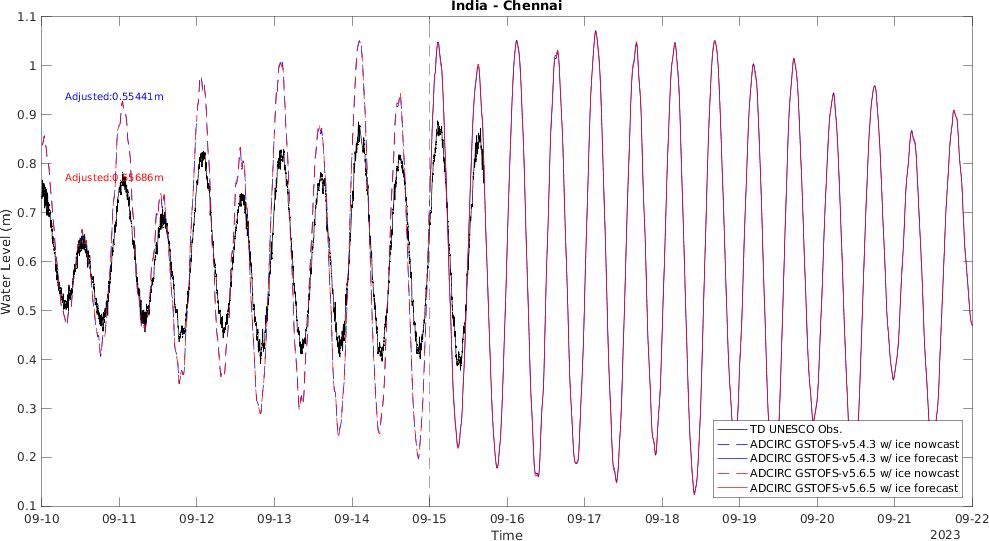 India - Chennai
1.1
1
0.9
0.8
0.7
0.6
0.5
0.4
0.3
0.2
0.1
Water Level (m)
Adjusted:0.55441m
Adjusted:0.55686m
TD UNESCO Obs.
ADCIRC GSTOFS-v5.4.3 w/ ice nowcast
ADCIRC GSTOFS-v5.4.3 w/ ice forecast
ADCIRC GSTOFS-v5.6.5 w/ ice nowcast
ADCIRC GSTOFS-v5.6.5 w/ ice forecast
09-10 09-11 09-12 09-13 09-14 09-15 09-16 09-17 09-18 09-19 09-20 09-21 09-22
Time
2023